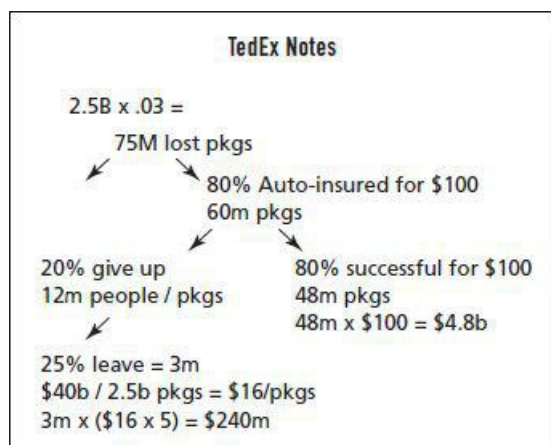 TedEx Notes
2.5B x .03 =
75M lost pkgs
80% Auto-insured for $100
60m pkgs
20% give up
12m people / pkgs
80% successful for $100
48m pkgs
48m x $100 = $4.8b
25% leave = 3m
$40b / 2.5b pkgs = $16/pkgs
3m x ($16 x 5) = $240m